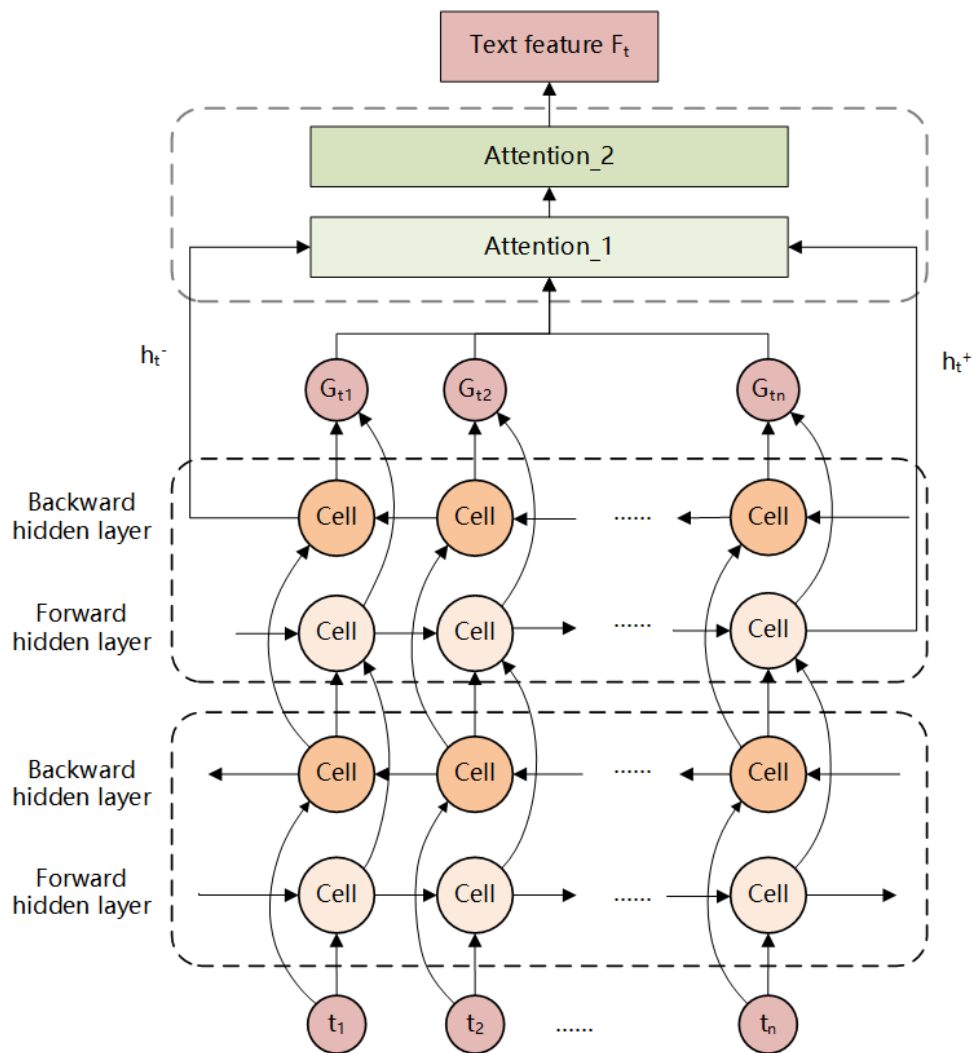 Text feature Fₜ
Attention_2
Attention_1
hₜ⁻
hₜ⁺
Gₜ₁
Gₜ₂
Gₜₙ
Backward
hidden layer
Cell
Cell
......
Cell
Forward
hidden layer
Cell
Cell
......
Cell
Backward
hidden layer
Cell
Cell
......
Cell
Forward
hidden layer
Cell
Cell
......
Cell
t₁
t₂
......
tₙ